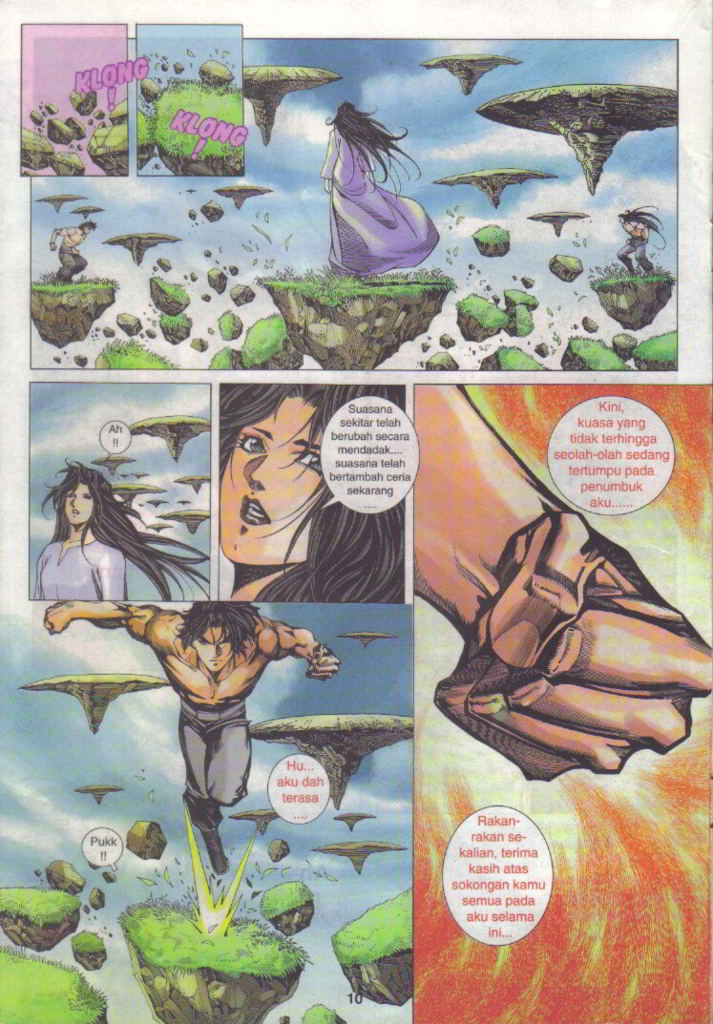 KLONG
!
KLONG
!
Ah
!!
Suasana
sekitar telah
berubah secara
mendadak....
suasana telah
bertambah ceria
sekarang
....
Kini,
kuasa yang
tidak terhingga
seolah-olah sedang
tertumpu pada
penumbuk
aku......
Hu...
aku dah
terasa
....
Pukk
!!
Rakan-
rakan se-
kalian, terima
kasih atas
sokongan kamu
semua pada
aku selama
ini...
10